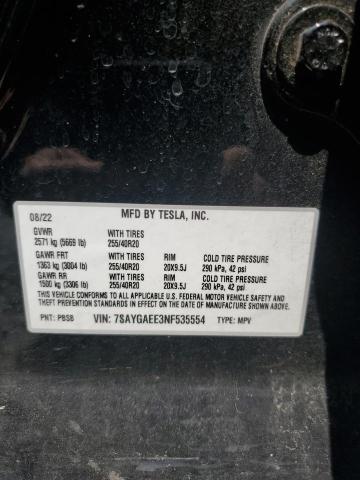 08/22 MFD BY TESLA, INC.
GVWR WITH TIRES
2571 kg (5669 lb) 255/40R20
GAWR FRT WITH TIRES RIM COLD TIRE PRESSURE
1363 kg (3004 lb) 255/40R20 20X9.5J 290 kPa, 42 psi
GAWR RR WITH TIRES RIM COLD TIRE PRESSURE
1500 kg (3306 lb) 255/40R20 20X9.5J 290 kPa, 42 psi
THIS VEHICLE CONFORMS TO ALL APPLICABLE U.S. FEDERAL MOTOR VEHICLE SAFETY AND
THEFT PREVENTION STANDARDS IN EFFECT ON THE DATE OF MANUFACTURE SHOWN ABOVE.
PNT: PBSB VIN: 7SAYGAEE3NF535554 TYPE: MPV